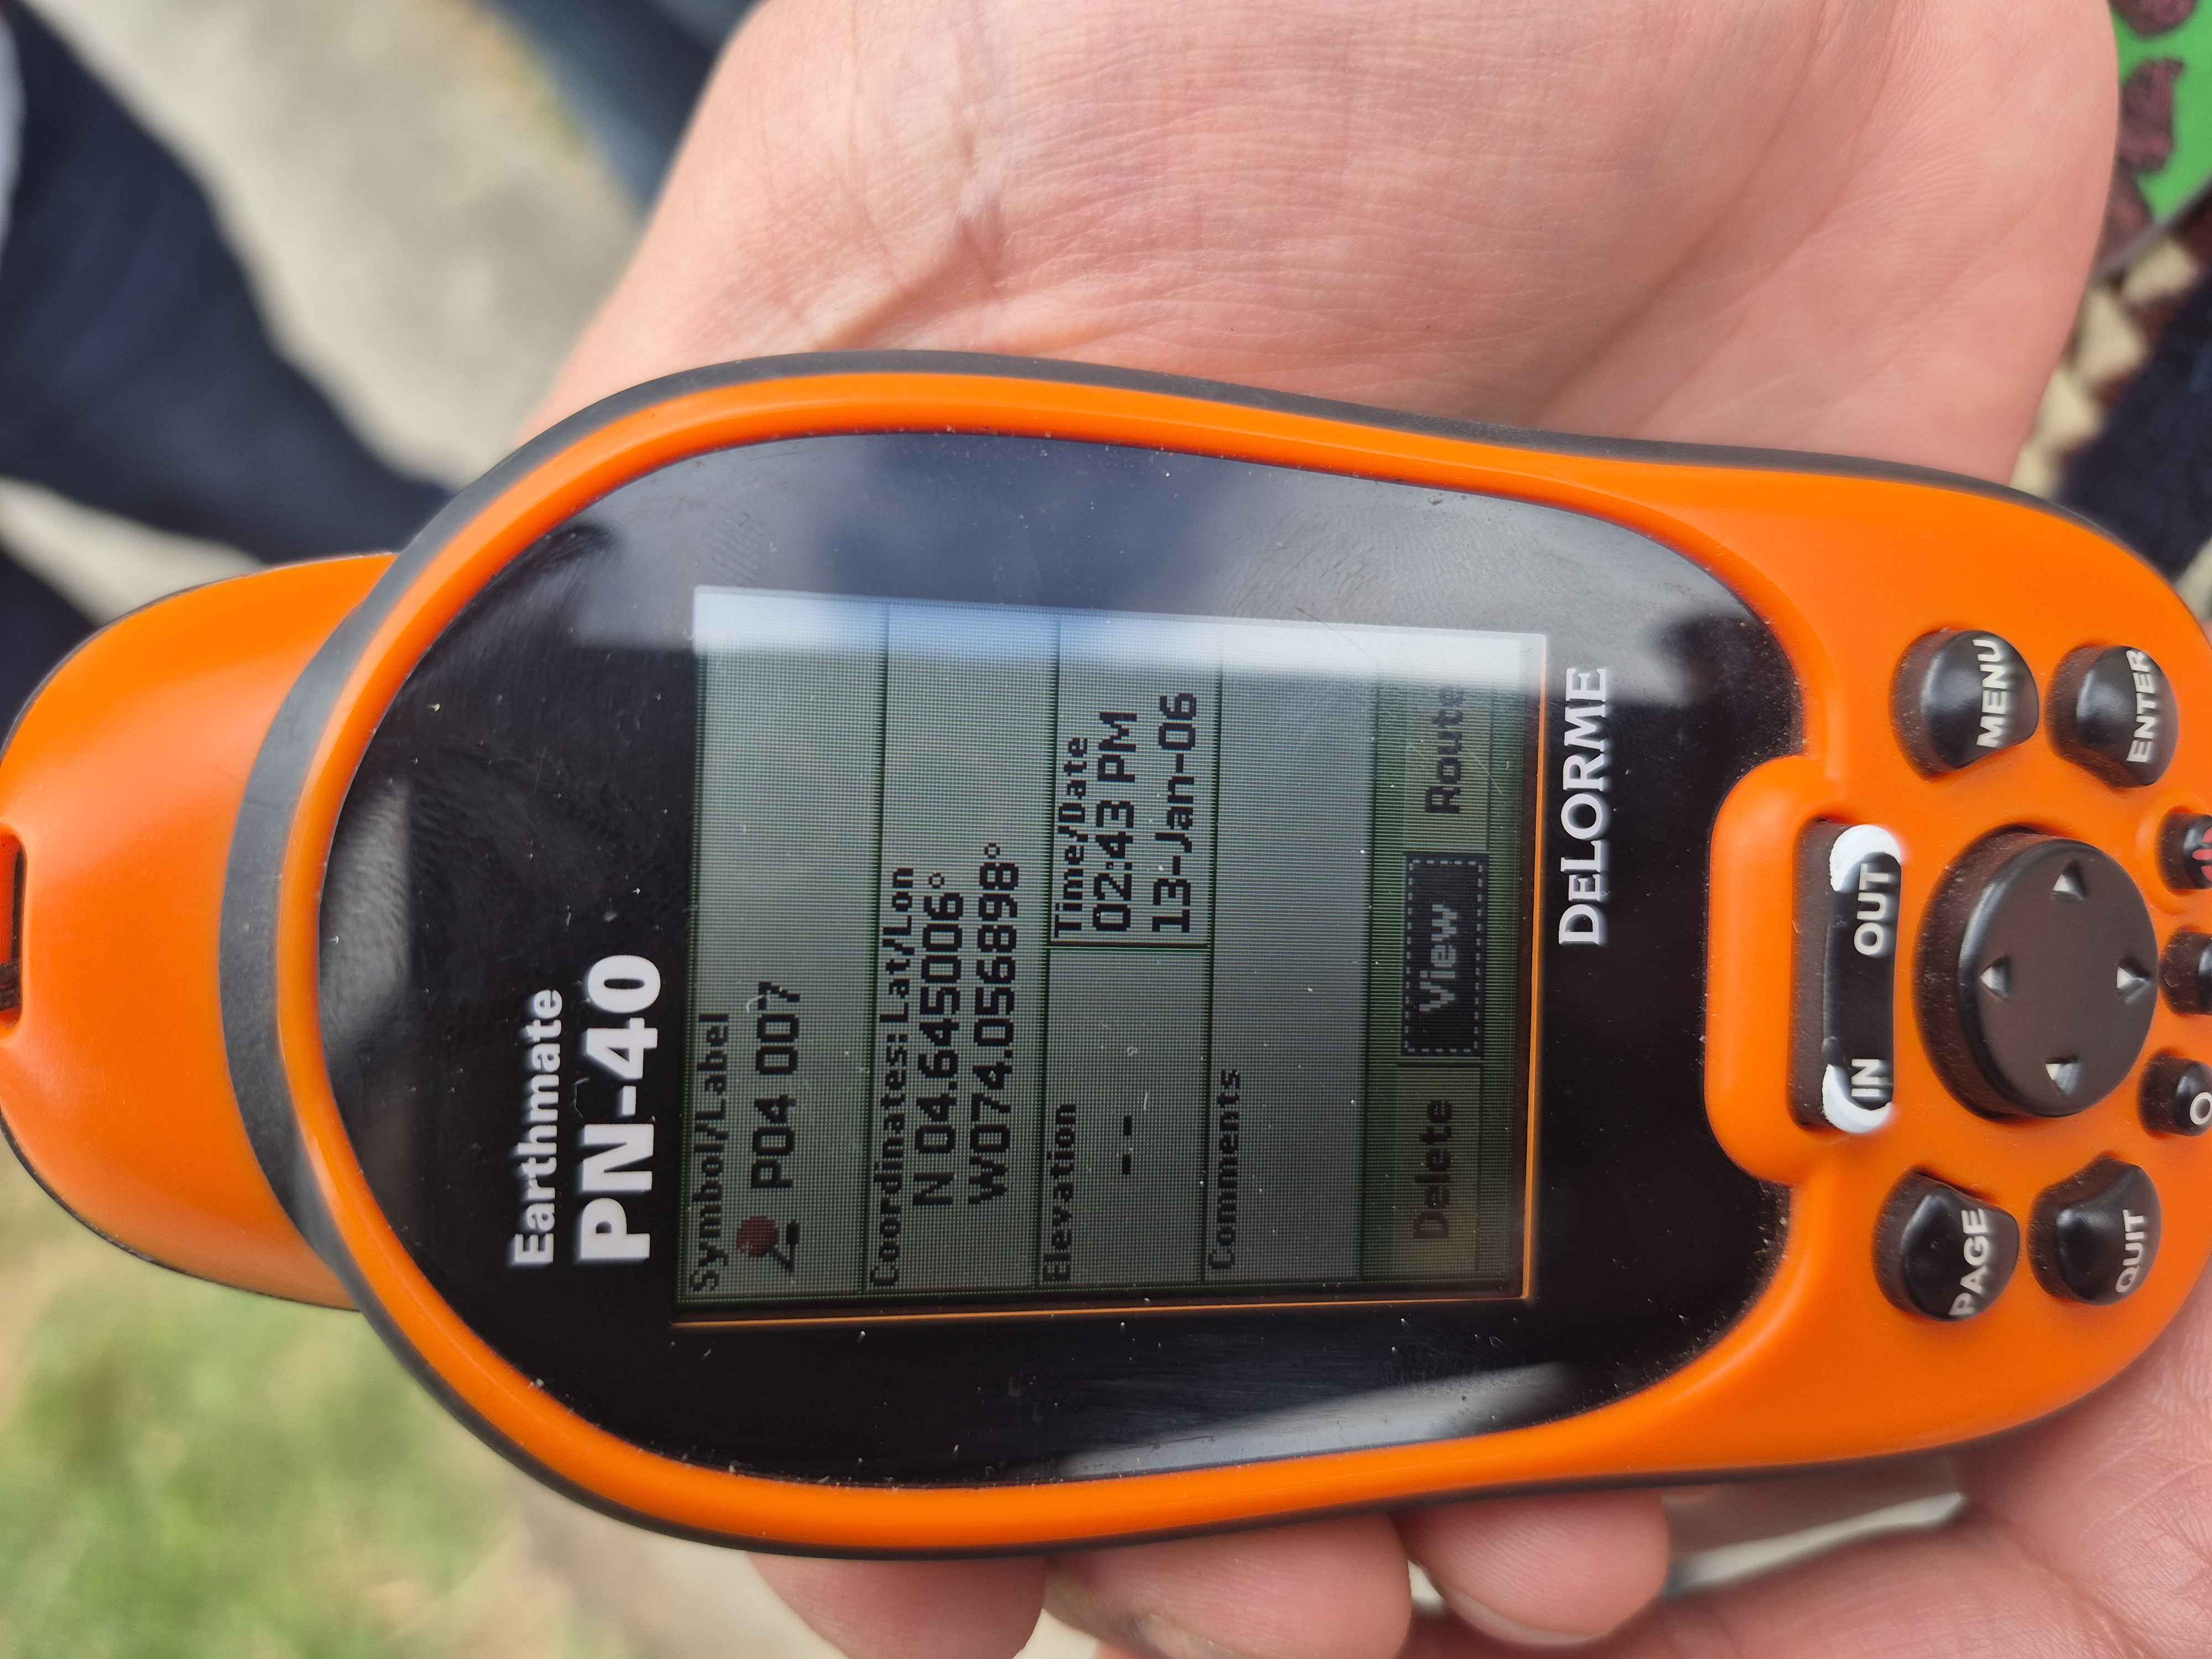 Earthmate
PN-40
Symbol/Label
P04 007
Coordinates: Lat/Lon
N 04.645006°
W074.056898°
Elevation
--
Time/Date
02:43 PM
13-Jan-06
Comments
Delete View Route
DELORME
IN OUT
PAGE MENU
QUIT ENTER